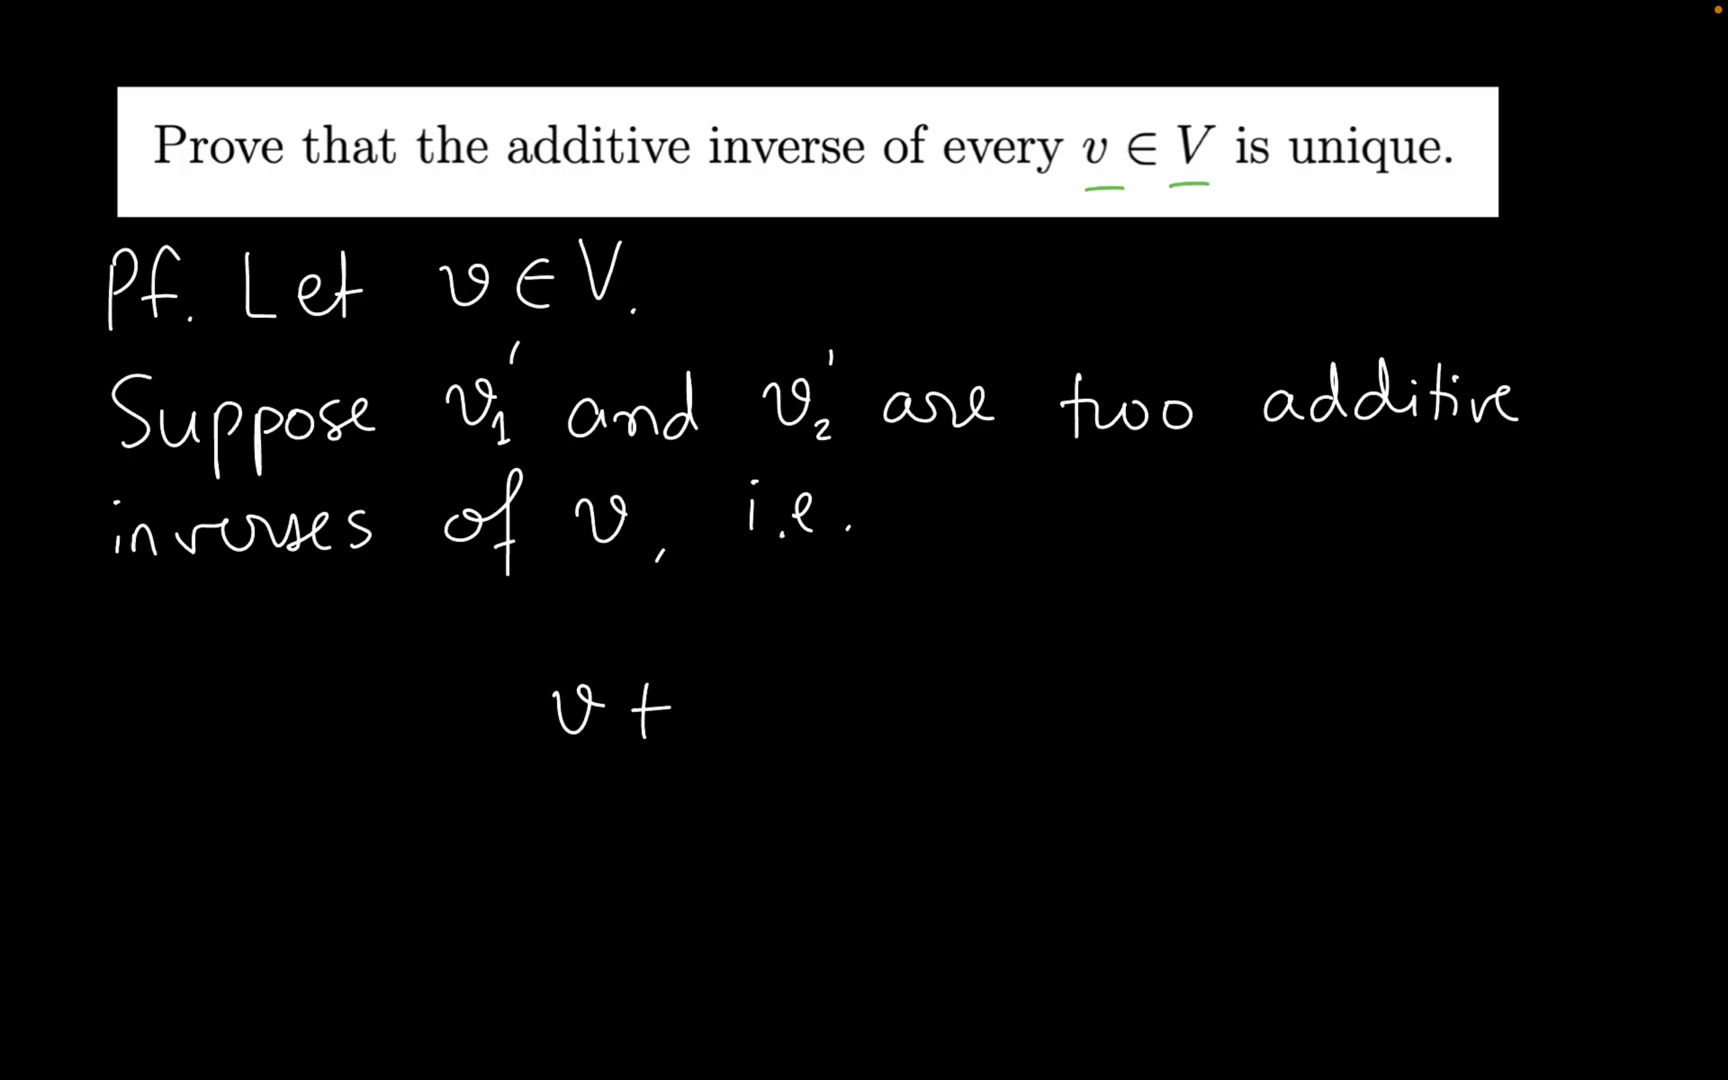 Prove that the additive inverse of every v ∈ V is unique.
Pf. Let v ∈ V.
Suppose v₁' and v₂' are two additive
inverses of v, i.e.
v +